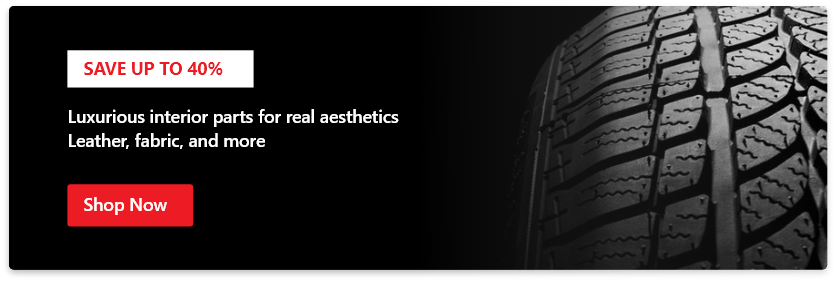 SAVE UP TO 40%
Luxurious interior parts for real aesthetics
Leather, fabric, and more
Shop Now